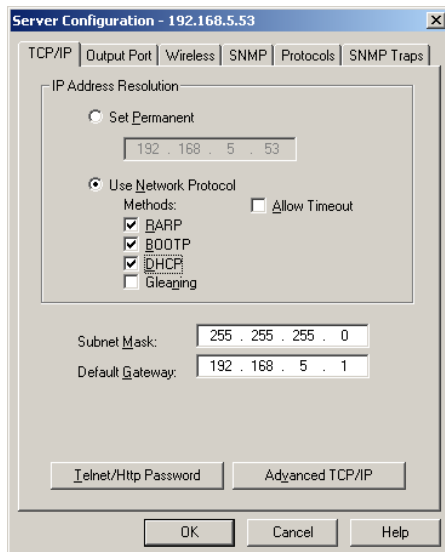 Server Configuration - 192.168.5.53
TCP/IP Output Port Wireless SNMP Protocols SNMP Traps
IP Address Resolution
Set Permanent
192 . 168 . 5 . 53
Use Network Protocol
Methods: Allow Timeout
RARP
BOOTP
DHCP
Gleaning
Subnet Mask: 255 . 255 . 255 . 0
Default Gateway: 192 . 168 . 5 . 1
Telnet/Http Password Advanced TCP/IP
OK Cancel Help